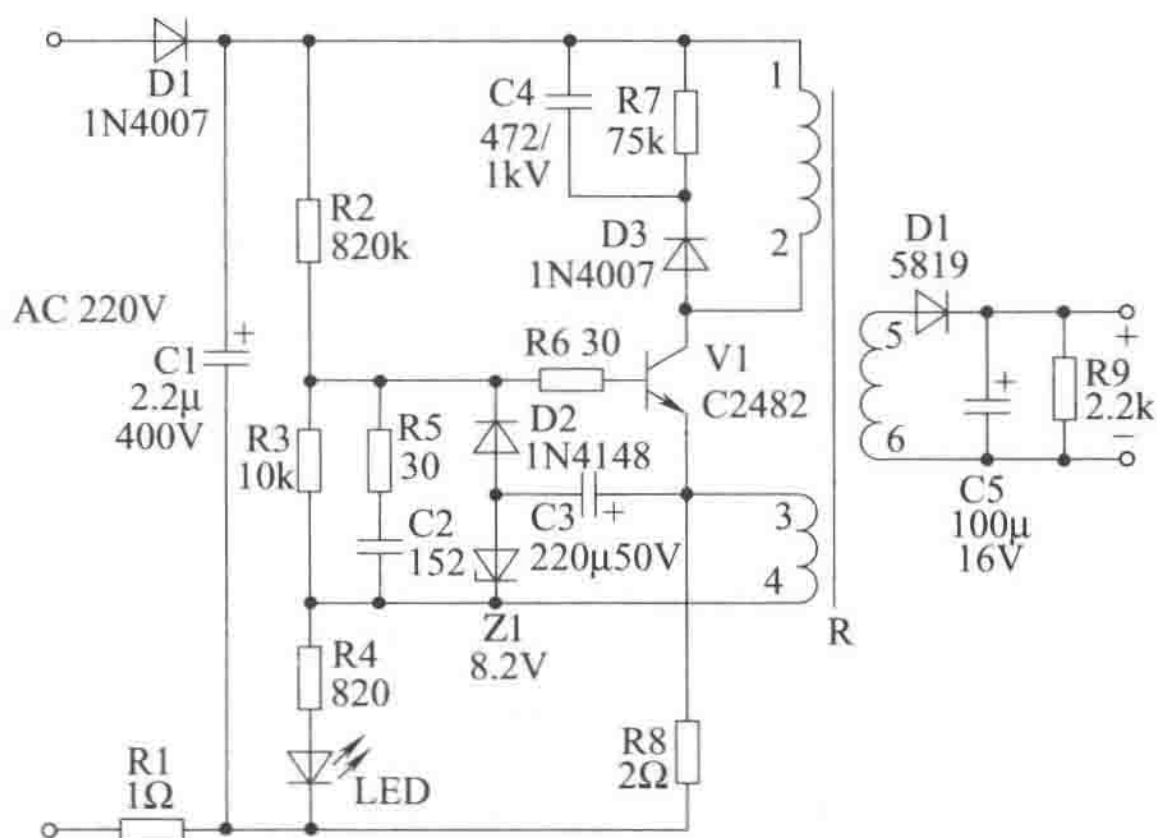 D1
1N4007
C4
472/
1kV
R7
75k
1
2
R2
820k
D3
1N4007
D1
5819
AC 220V
C1
2.2μ
400V
R6 30
V1
C2482
5
6
+
R9
2.2k
−
+
+
R3
10k
R5
30
D2
1N4148
C3
+
220μ50V
3
4
C5
100μ
16V
C2
152
Z1
8.2V
R
R4
820
R8
2Ω
LED
R1
1Ω